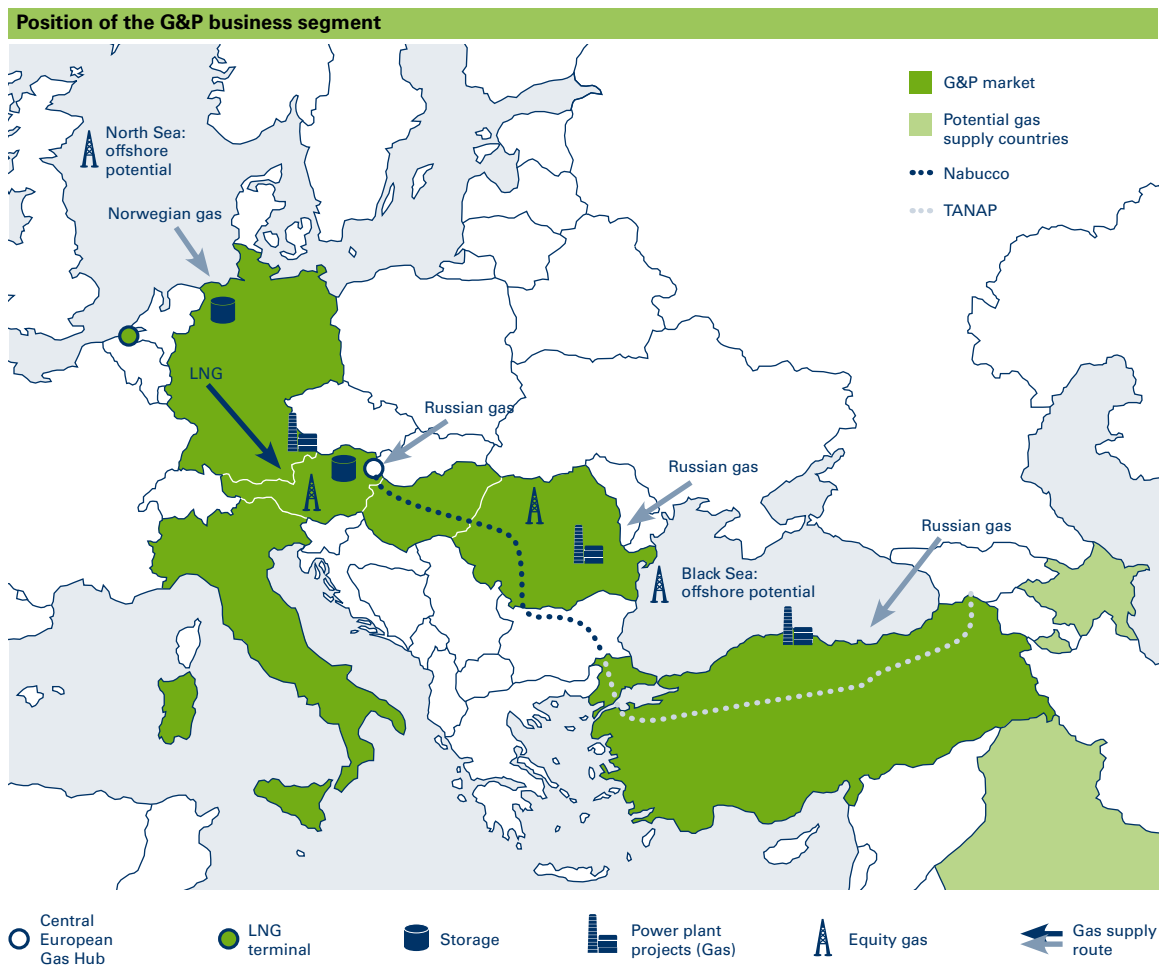 Position of the G&P business segment
G&P market
Potential gas
supply countries
Nabucco
TANAP
North Sea:
offshore
potential
Norwegian gas
LNG
Russian gas
Russian gas
Russian gas
Black Sea:
offshore potential
Central
European
Gas Hub
LNG
terminal
Storage
Power plant
projects (Gas)
Equity gas
Gas supply
route